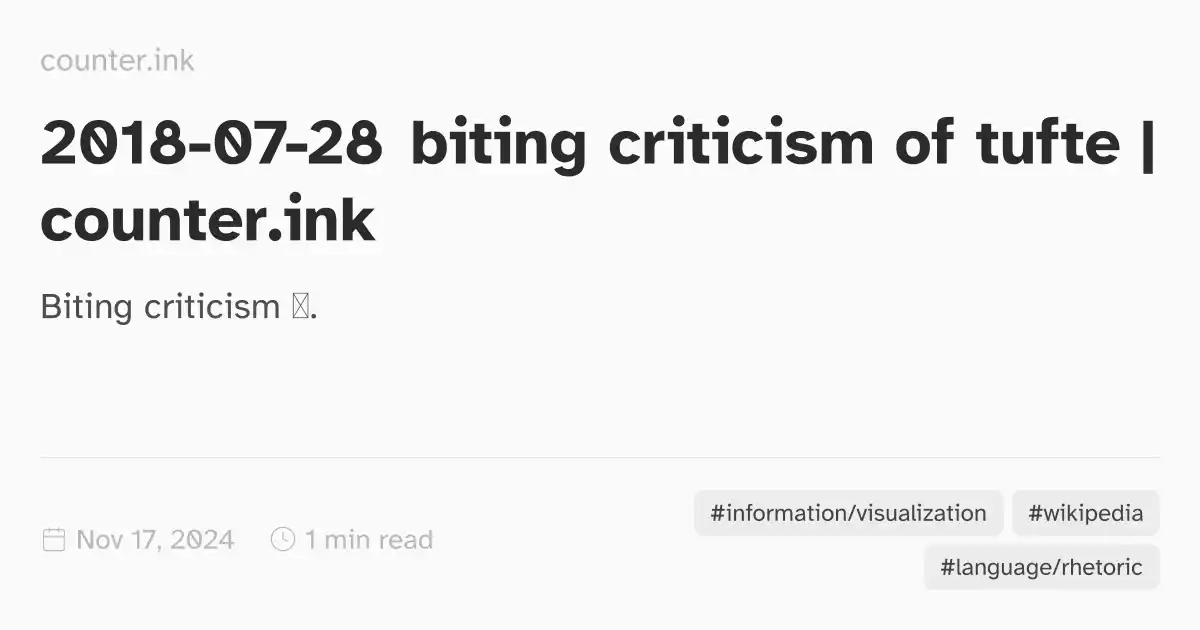 counter.ink
2018-07-28 biting criticism of tufte |
counter.ink
Biting criticism .
Nov 17, 2024
1 min read
#information/visualization
#wikipedia
#language/rhetoric